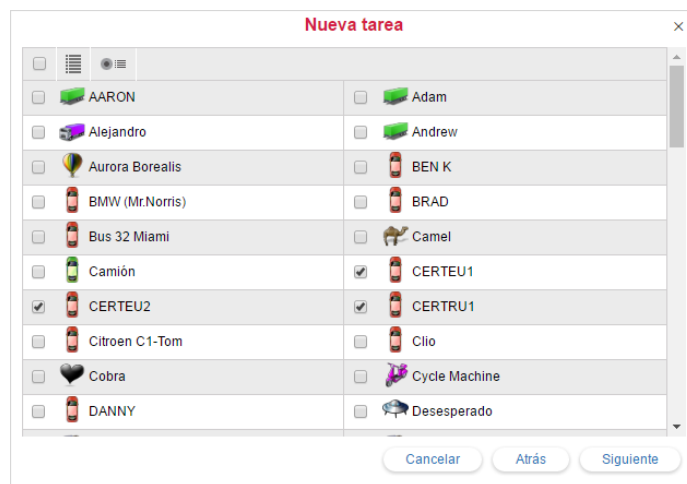 Nueva tarea
AARON
Adam
Alejandro
Andrew
Aurora Borealis
BEN K
BMW (Mr.Norris)
BRAD
Bus 32 Miami
Camel
Camión
CERTEU1
CERTEU2
CERTRU1
Citroen C1-Tom
Clio
Cobra
Cycle Machine
DANNY
Desesperado
Cancelar Atrás Siguiente